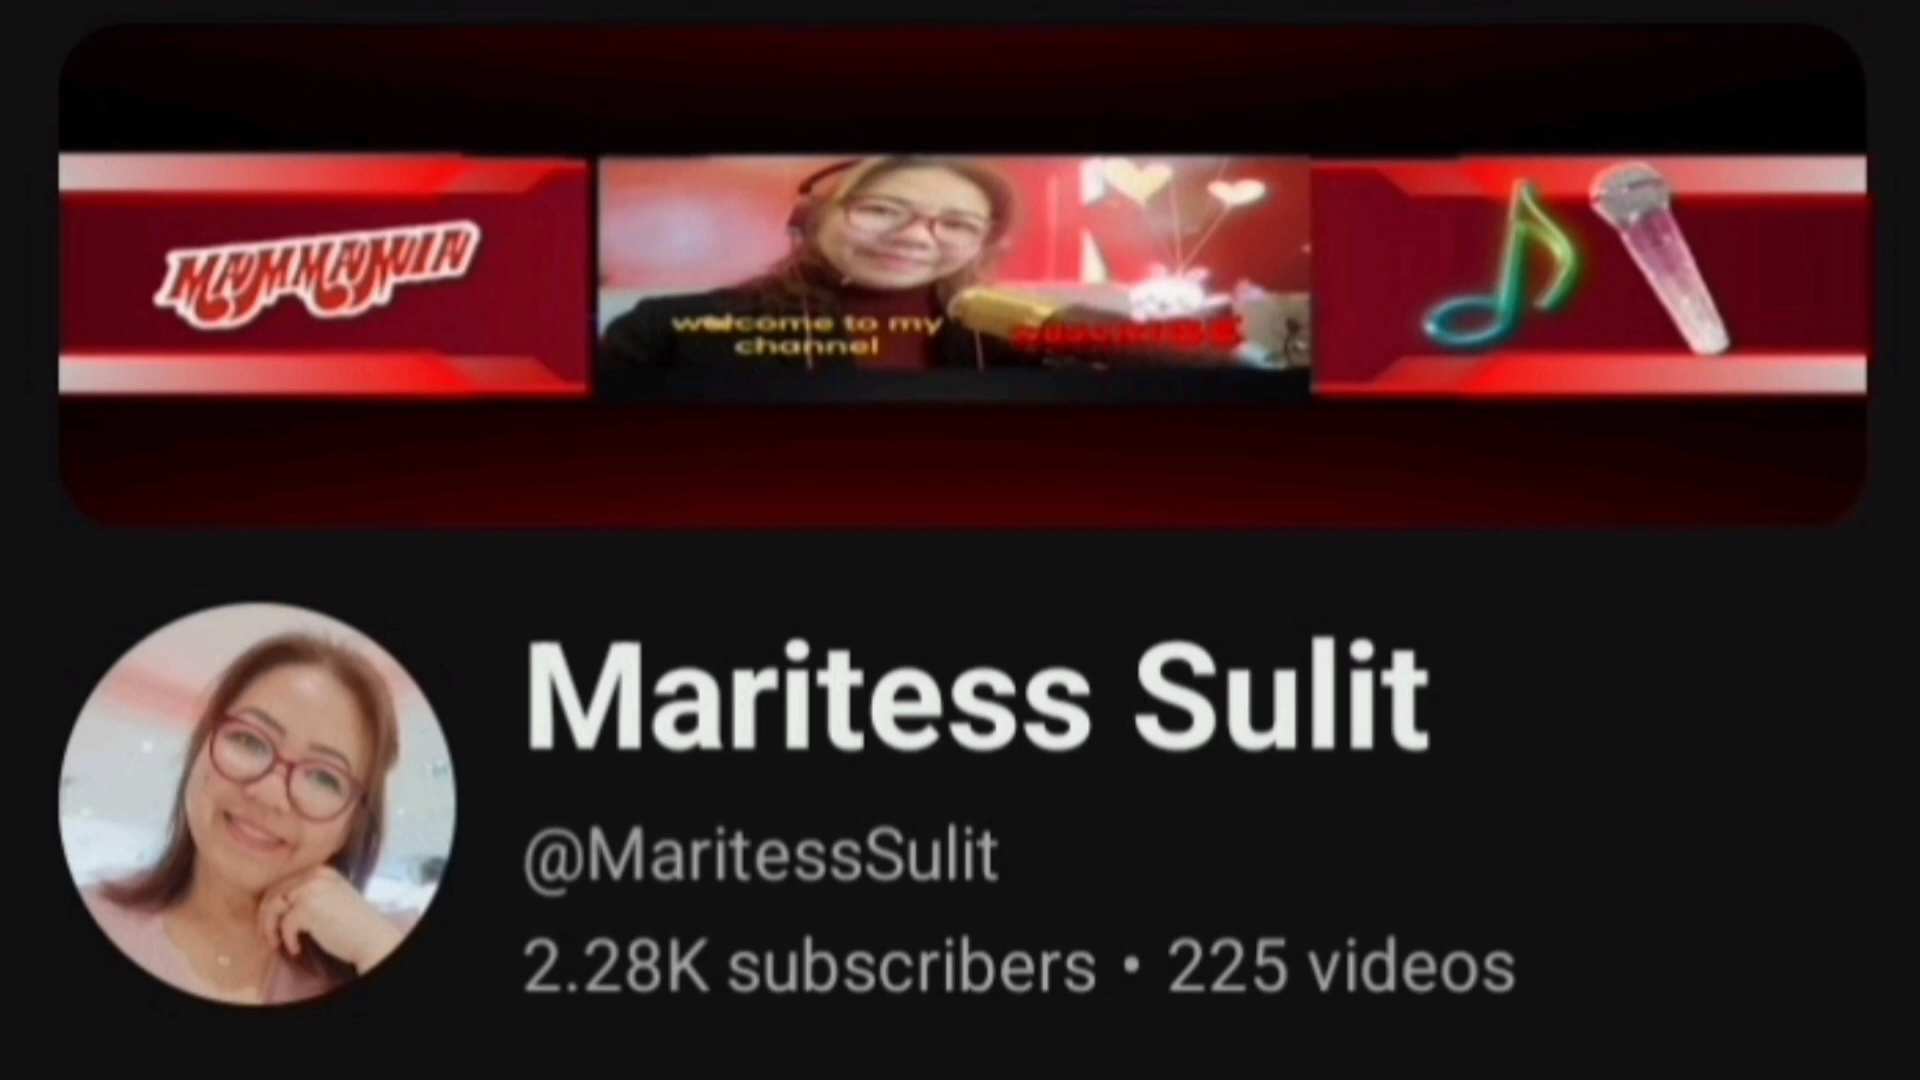 welcome to my
channel
Maritess Sulit
@MaritessSulit
2.28K subscribers • 225 videos